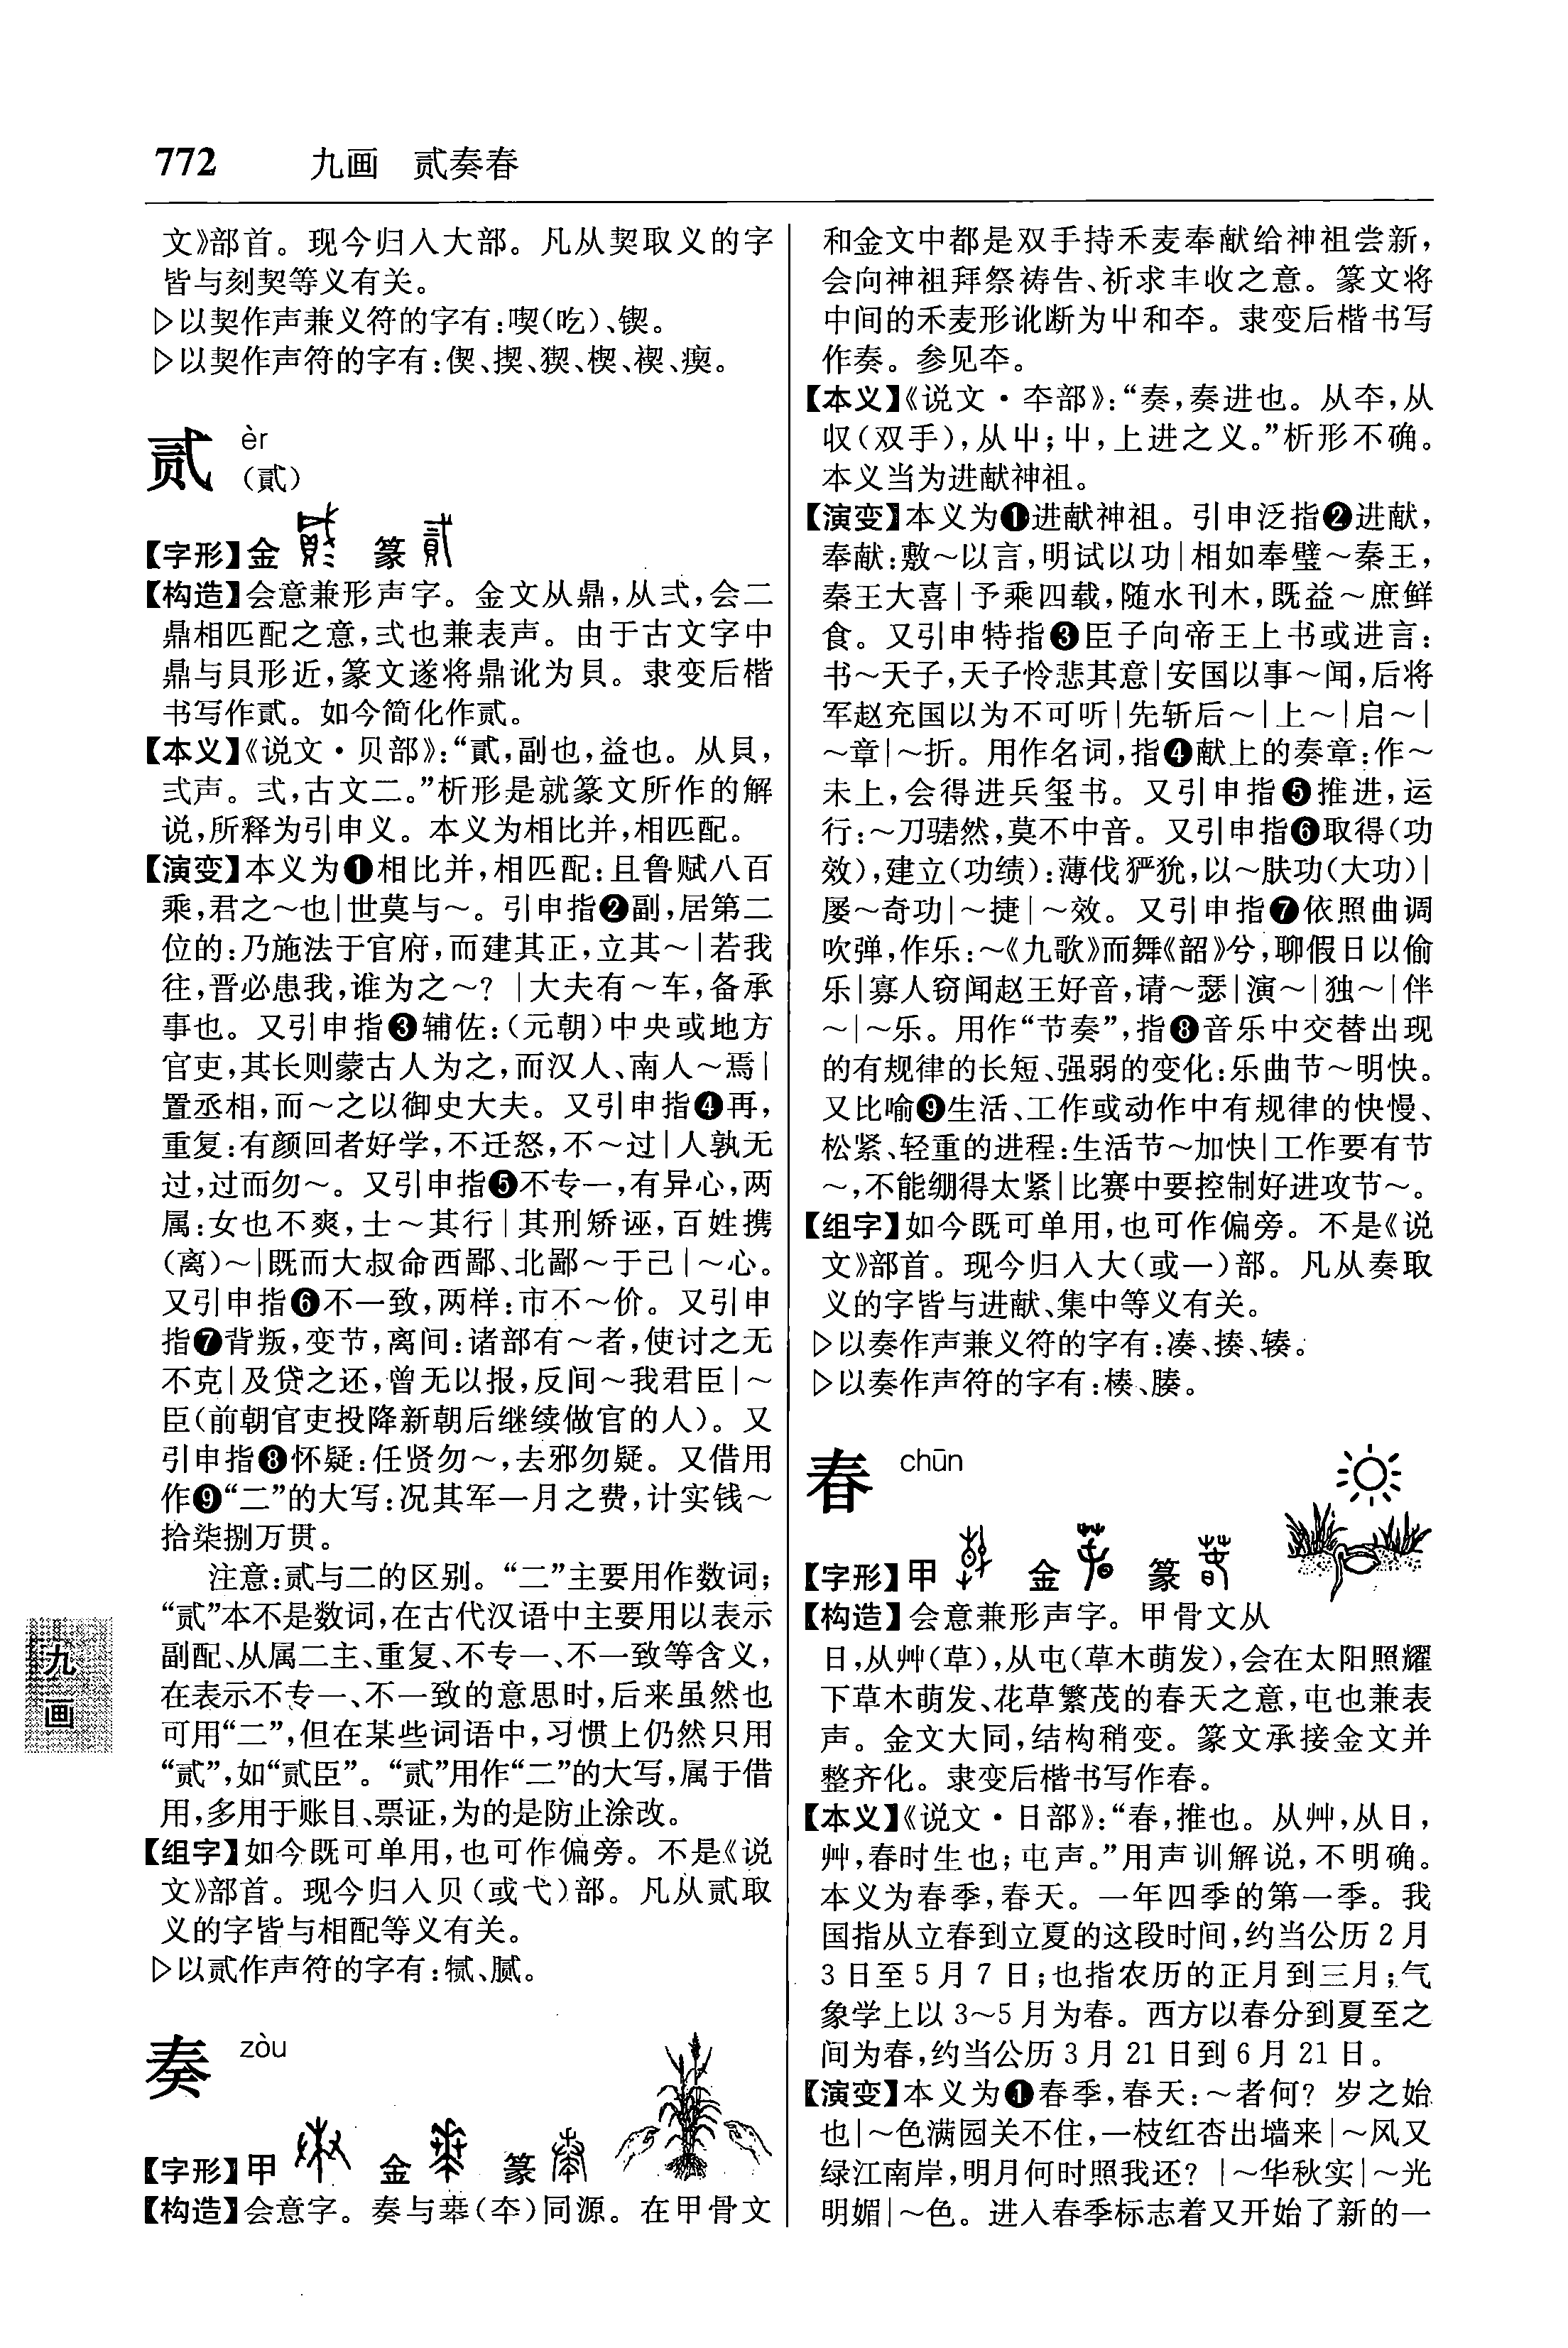 772 九画 贰奏春
文》部首。现今归入大部。凡从契取义的字
皆与刻契等义有关。
▷以契作声兼义符的字有:喫(吃)、锲。
▷以契作声符的字有:偰、揳、猰、楔、禊、瘈。
贰 èr
(貳)
【字形】金 篆
【构造】会意兼形声字。金文从鼎,从弍,会二
鼎相匹配之意,弍也兼表声。由于古文字中
鼎与貝形近,篆文遂将鼎讹为貝。隶变后楷
书写作貳。如今简化作贰。
【本义】《说文·贝部》:“貳,副也,益也。从貝,
弍声。弍,古文二。”析形是就篆文所作的解
说,所释为引申义。本义为相比并,相匹配。
【演变】本义为❶相比并,相匹配:且鲁赋八百
乘,君之~也|世莫与~。引申指❷副,居第二
位的:乃施法于官府,而建其正,立其~|若我
往,晋必患我,谁为之~?|大夫有~车,备承
事也。又引申指❸辅佐:(元朝)中央或地方
官吏,其长则蒙古人为之,而汉人、南人~焉|
置丞相,而~之以御史大夫。又引申指❹再,
重复:有颜回者好学,不迁怒,不~过|人孰无
过,过而勿~。又引申指❺不专一,有异心,两
属:女也不爽,士~其行|其刑矫诬,百姓携
(离)~|既而大叔命西鄙、北鄙~于己|~心。
又引申指❻不一致,两样:市不~价。又引申
指❼背叛,变节,离间:诸部有~者,使讨之无
不克|及贷之还,曾无以报,反间~我君臣|~
臣(前朝官吏投降新朝后继续做官的人)。又
引申指❽怀疑:任贤勿~,去邪勿疑。又借用
作❾“二”的大写:况其军一月之费,计实钱~
拾柒捌万贯。
注意:贰与二的区别。“二”主要用作数词;
“贰”本不是数词,在古代汉语中主要用以表示
副配、从属二主、重复、不专一、不一致等含义,
在表示不专一、不一致的意思时,后来虽然也
可用“二”,但在某些词语中,习惯上仍然只用
“贰”,如“贰臣”。“贰”用作“二”的大写,属于借
用,多用于账目、票证,为的是防止涂改。
【组字】如今既可单用,也可作偏旁。不是《说
文》部首。现今归入贝(或弋)部。凡从贰取
义的字皆与相配等义有关。
▷以贰作声符的字有:樲、腻。
奏 zòu
【字形】甲 金 篆
【构造】会意字。奏与𠦪(夲)同源。在甲骨文
和金文中都是双手持禾麦奉献给神祖尝新,
会向神祖拜祭祷告、祈求丰收之意。篆文将
中间的禾麦形讹断为屮和夲。隶变后楷书写
作奏。参见夲。
【本义】《说文·夲部》:“奏,奏进也。从夲,从
収(双手),从屮;屮,上进之义。”析形不确。
本义当为进献神祖。
【演变】本义为❶进献神祖。引申泛指❷进献,
奉献:敷~以言,明试以功|相如奉璧~秦王,
秦王大喜|予乘四载,随水刊木,既益~庶鲜
食。又引申特指❸臣子向帝王上书或进言:
书~天子,天子怜悲其意|安国以事~闻,后将
军赵充国以为不可听|先斩后~|上~|启~|
~章|~折。用作名词,指❹献上的奏章:作~
未上,会得进兵玺书。又引申指❺推进,运
行:~刀𬴃然,莫不中音。又引申指❻取得(功
效),建立(功绩):薄伐𤞤狁,以~肤功(大功)|
屡~奇功|~捷|~效。又引申指❼依照曲调
吹弹,作乐:~《九歌》而舞《韶》兮,聊假日以偷
乐|寡人窃闻赵王好音,请~瑟|演~|独~|伴
~|~乐。用作“节奏”,指❽音乐中交替出现
的有规律的长短、强弱的变化:乐曲节~明快。
又比喻❾生活、工作或动作中有规律的快慢、
松紧、轻重的进程:生活节~加快|工作要有节
~,不能绷得太紧|比赛中要控制好进攻节~。
【组字】如今既可单用,也可作偏旁。不是《说
文》部首。现今归入大(或一)部。凡从奏取
义的字皆与进献、集中等义有关。
▷以奏作声兼义符的字有:凑、揍、辏。
▷以奏作声符的字有:楱、腠。
春 chūn
【字形】甲 金 篆
【构造】会意兼形声字。甲骨文从
日,从艸(草),从屯(草木萌发),会在太阳照耀
下草木萌发、花草繁茂的春天之意,屯也兼表
声。金文大同,结构稍变。篆文承接金文并
整齐化。隶变后楷书写作春。
【本义】《说文·日部》:“春,推也。从艸,从日,
艸,春时生也;屯声。”用声训解说,不明确。
本义为春季,春天。一年四季的第一季。我
国指从立春到立夏的这段时间,约当公历2月
3日至5月7日;也指农历的正月到三月;气
象学上以3~5月为春。西方以春分到夏至之
间为春,约当公历3月21日到6月21日。
【演变】本义为❶春季,春天:~者何?岁之始
也|~色满园关不住,一枝红杏出墙来|~风又
绿江南岸,明月何时照我还?|~华秋实|~光
明媚|~色。进入春季标志着又开始了新的一
九
画